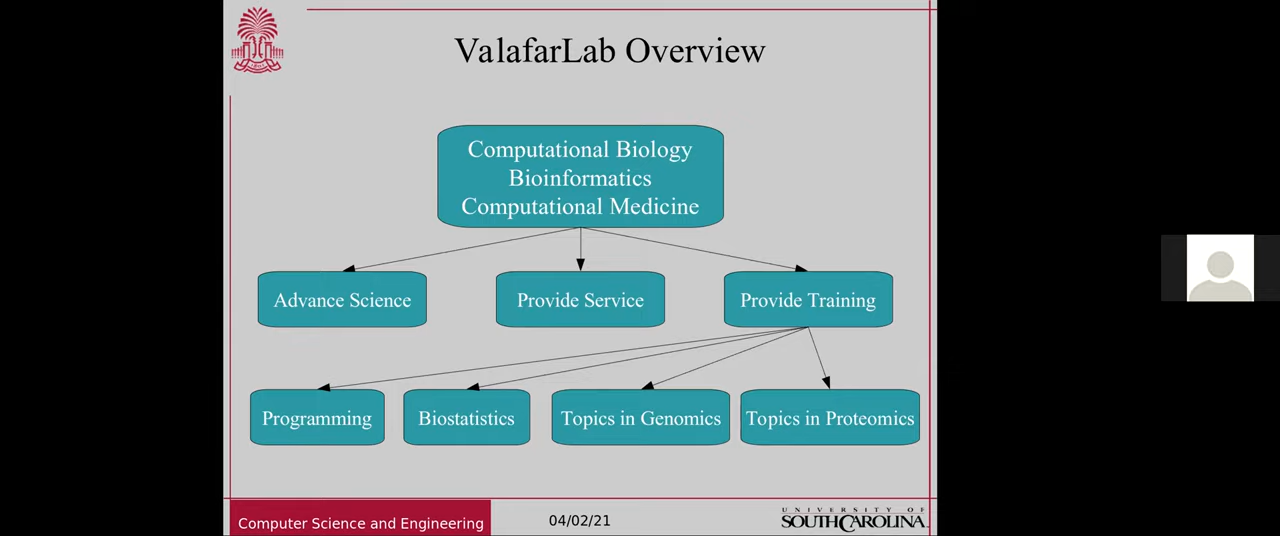 ValafarLab Overview
Computational Biology
Bioinformatics
Computational Medicine
Advance Science
Provide Service
Provide Training
Programming
Biostatistics
Topics in Genomics
Topics in Proteomics
Computer Science and Engineering
04/02/21
UNIVERSITY OF
SOUTH CAROLINA